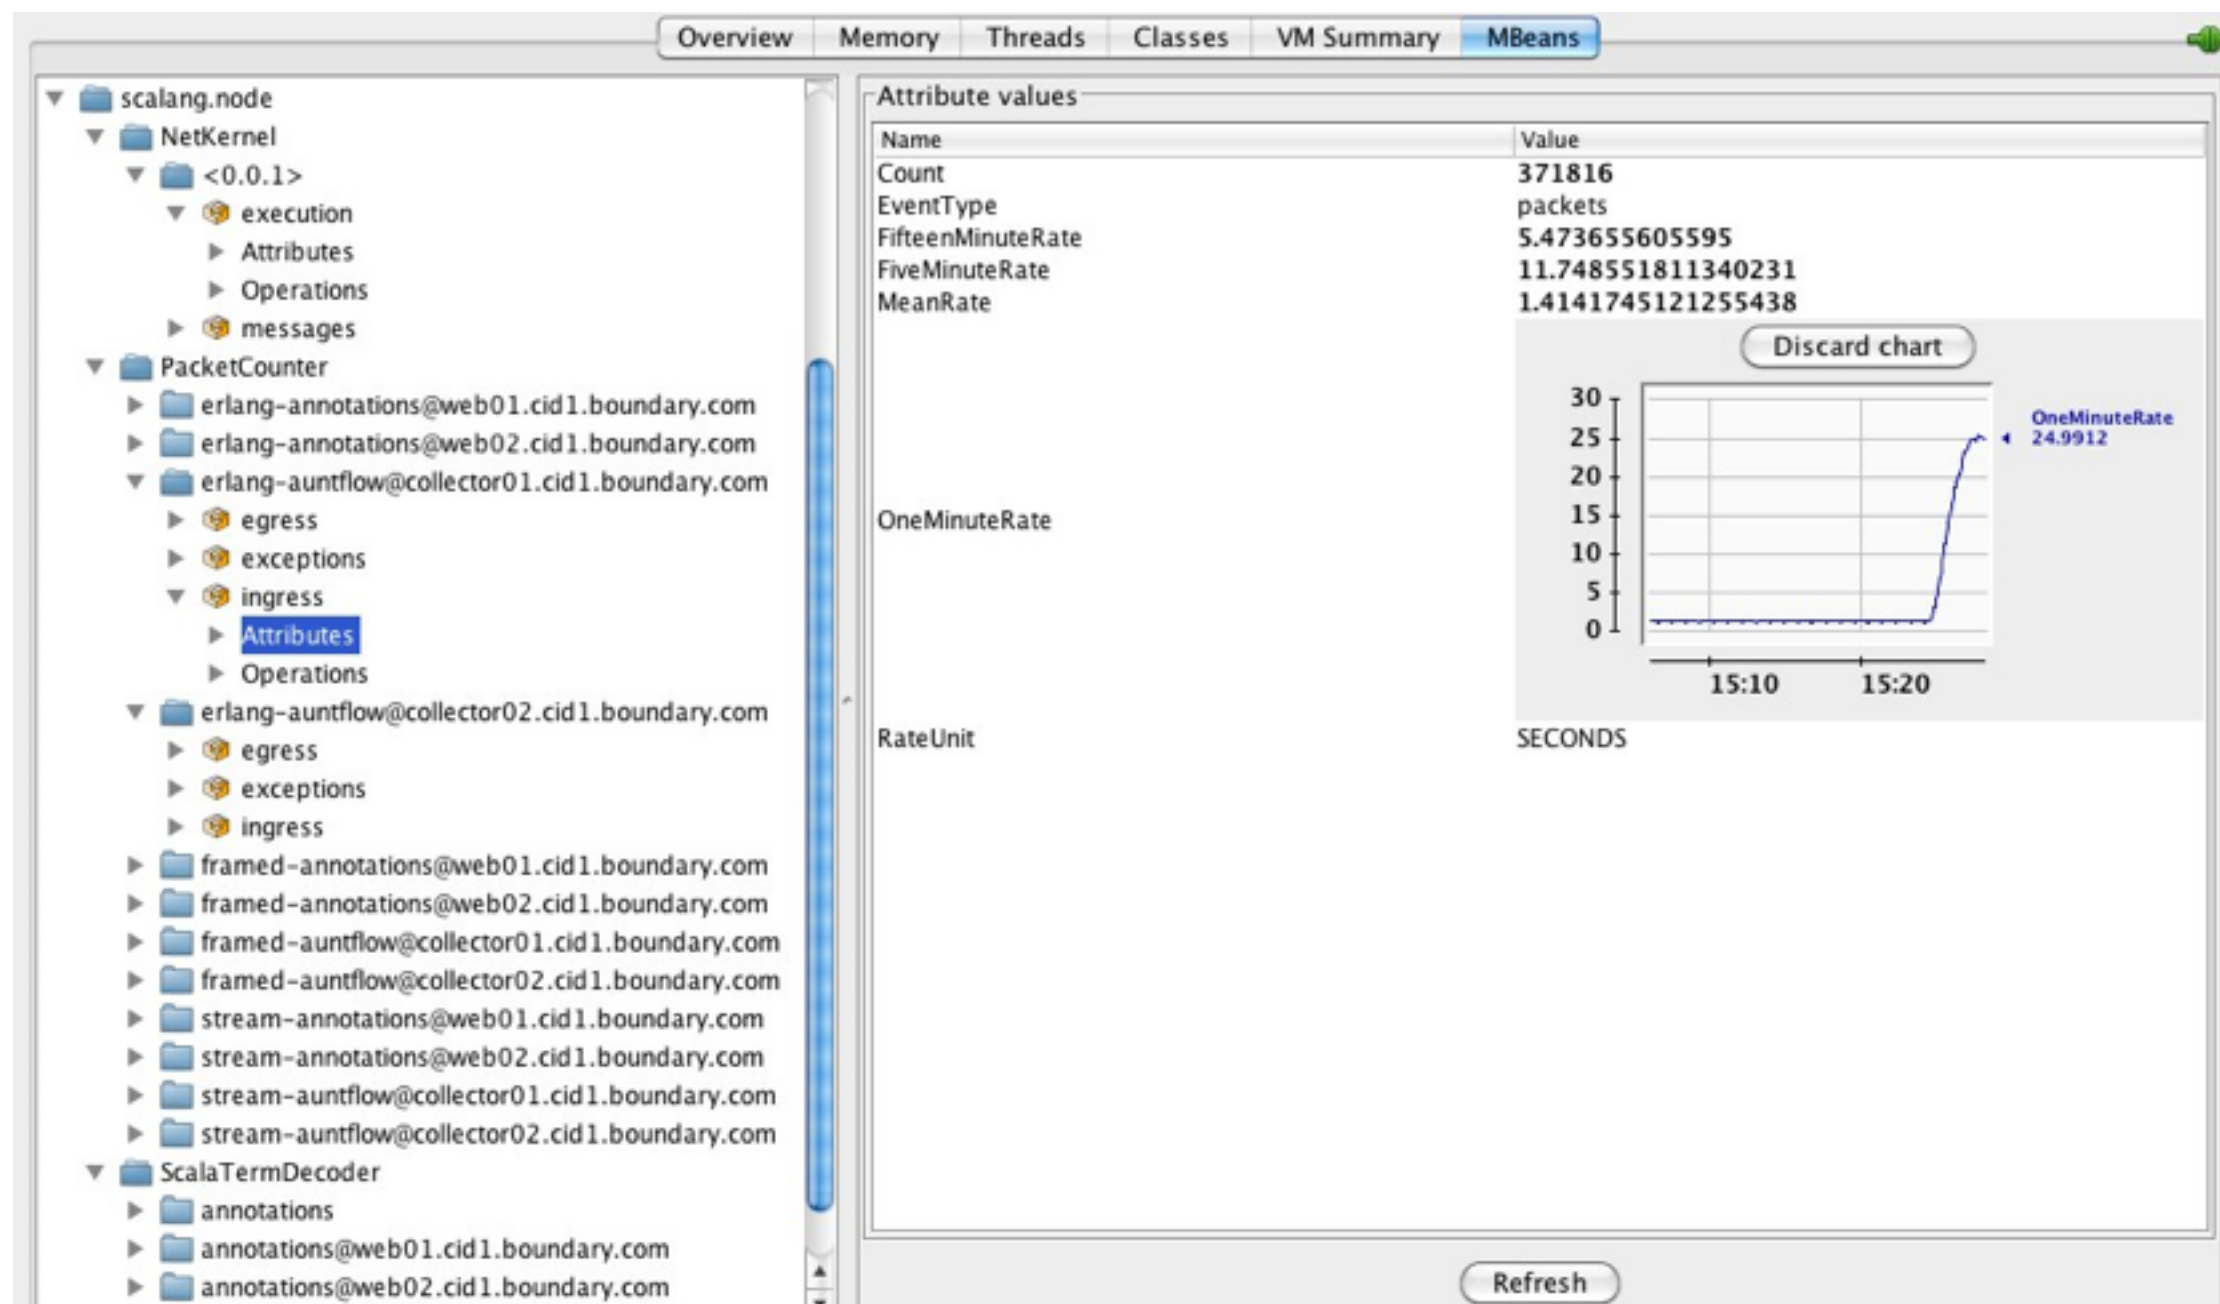 Overview Memory Threads Classes VM Summary MBeans
scalang.node
NetKernel
<0.0.1>
execution
Attributes
Operations
messages
PacketCounter
erlang-annotations@web01.cid1.boundary.com
erlang-annotations@web02.cid1.boundary.com
erlang-auntflow@collector01.cid1.boundary.com
egress
exceptions
ingress
Attributes
Operations
erlang-auntflow@collector02.cid1.boundary.com
egress
exceptions
ingress
framed-annotations@web01.cid1.boundary.com
framed-annotations@web02.cid1.boundary.com
framed-auntflow@collector01.cid1.boundary.com
framed-auntflow@collector02.cid1.boundary.com
stream-annotations@web01.cid1.boundary.com
stream-annotations@web02.cid1.boundary.com
stream-auntflow@collector01.cid1.boundary.com
stream-auntflow@collector02.cid1.boundary.com
ScalaTermDecoder
annotations
annotations@web01.cid1.boundary.com
annotations@web02.cid1.boundary.com
Attribute values
Name Value
Count 371816
EventType packets
FifteenMinuteRate 5.473655605595
FiveMinuteRate 11.748551811340231
MeanRate 1.4141745121255438
Discard chart
30
25
20
15
10
5
0
OneMinuteRate
24.9912
15:10 15:20
OneMinuteRate
RateUnit SECONDS
Refresh